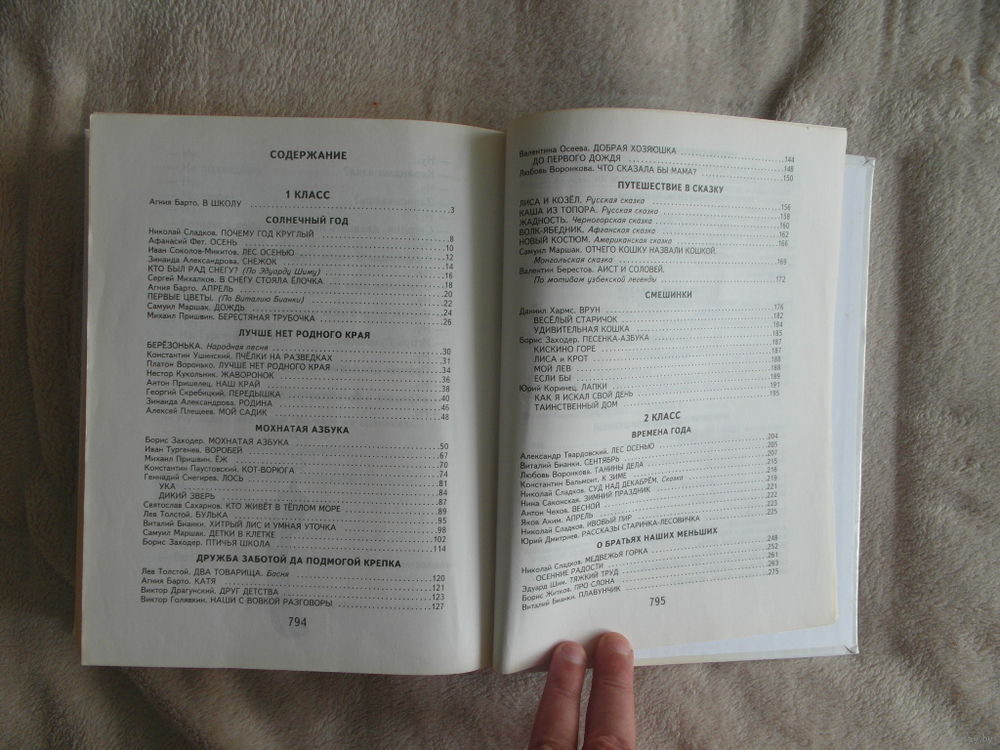 СОДЕРЖАНИЕ
1 КЛАСС
Агния Барто. В ШКОЛУ 3
СОЛНЕЧНЫЙ ГОД
Николай Сладков. ПОЧЕМУ ГОД КРУГЛЫЙ 8
Афанасий Фет. ОСЕНЬ 10
Иван Соколов-Микитов. ЛЕС ОСЕНЬЮ 12
Зинаида Александрова. СНЕЖОК 14
КТО БЫЛ РАД СНЕГУ? (По Эдуарду Шиму) 16
Сергей Михалков. В СНЕГУ СТОЯЛА ЁЛОЧКА 18
Агния Барто. АПРЕЛЬ 20
ПЕРВЫЕ ЦВЕТЫ. (По Виталию Бианки) 22
Самуил Маршак. ДОЖДЬ 24
Михаил Пришвин. БЕРЕСТЯНАЯ ТРУБОЧКА 26
ЛУЧШЕ НЕТ РОДНОГО КРАЯ
БЕРЁЗОНЬКА. Народная песня 30
Константин Ушинский. ПЧЁЛКИ НА РАЗВЕДКАХ 31
Платон Воронько. ЛУЧШЕ НЕТ РОДНОГО КРАЯ 34
Нестор Кукольник. ЖАВОРОНОК 36
Антон Пришелец. НАШ КРАЙ 38
Георгий Скребицкий. ПЕРЕДЫШКА 40
Зинаида Александрова. РОДИНА 46
Алексей Плещеев. МОЙ САДИК 48
МОХНАТАЯ АЗБУКА
Борис Заходер. МОХНАТАЯ АЗБУКА 50
Иван Тургенев. ВОРОБЕЙ 67
Михаил Пришвин. ЁЖ 70
Константин Паустовский. КОТ-ВОРЮГА 74
Геннадий Снегирев. ЛОСЬ 81
УКА 84
ДИКИЙ ЗВЕРЬ 87
Святослав Сахарнов. КТО ЖИВЁТ В ТЁПЛОМ МОРЕ 89
Лев Толстой. БУЛЬКА 95
Виталий Бианки. ХИТРЫЙ ЛИС И УМНАЯ УТОЧКА 98
Самуил Маршак. ДЕТКИ В КЛЕТКЕ 102
Борис Заходер. ПТИЧЬЯ ШКОЛА 114
ДРУЖБА ЗАБОТОЙ ДА ПОДМОГОЙ КРЕПКА
Лев Толстой. ДВА ТОВАРИЩА. Басня 120
Агния Барто. КАТЯ 121
Виктор Драгунский. ДРУГ ДЕТСТВА 123
Виктор Голявкин. НАШИ С ВОВКОЙ РАЗГОВОРЫ 127
794
Валентина Осеева. ДОБРАЯ ХОЗЯЮШКА 144
ДО ПЕРВОГО ДОЖДЯ 148
Любовь Воронкова. ЧТО СКАЗАЛА БЫ МАМА? 150
ПУТЕШЕСТВИЕ В СКАЗКУ
ЛИСА И КОЗЁЛ. Русская сказка 156
КАША ИЗ ТОПОРА. Русская сказка 158
ЖАДНОСТЬ. Черногорская сказка 160
ВОЛК-ЯБЕДНИК. Афганская сказка 162
НОВЫЙ КОСТЮМ. Американская сказка 166
Самуил Маршак. ОТЧЕГО КОШКУ НАЗВАЛИ КОШКОЙ.
Монгольская сказка 169
Валентин Берестов. АИСТ И СОЛОВЕЙ.
По мотивам узбекской легенды 172
СМЕШИНКИ
Даниил Хармс. ВРУН 176
ВЕСЁЛЫЙ СТАРИЧОК 182
УДИВИТЕЛЬНАЯ КОШКА 184
Борис Заходер. ПЕСЕНКА-АЗБУКА 185
КИСКИНО ГОРЕ 187
ЛИСА и КРОТ 187
МОЙ ЛЕВ 188
ЕСЛИ БЫ 188
Юрий Коринец. ЛАПКИ 189
КАК Я ИСКАЛ СВОЙ ДЕНЬ 191
ТАИНСТВЕННЫЙ ДОМ 195
2 КЛАСС
ВРЕМЕНА ГОДА
Александр Твардовский. ЛЕС ОСЕНЬЮ 204
Виталий Бианки. СЕНТЯБРЬ 205
Любовь Воронкова. ТАНИНЫ ДЕЛА 207
Константин Бальмонт. К ЗИМЕ 215
Николай Сладков. СУД НАД ДЕКАБРЁМ. Сказка 216
Нина Саконская. ЗИМНИЙ ПРАЗДНИК 219
Антон Чехов. ВЕСНОЙ 221
Яков Аким. АПРЕЛЬ 222
Николай Сладков. ИВОВЫЙ ПИР 223
Юрий Дмитриев. РАССКАЗЫ СТАРИЧКА-ЛЕСОВИЧКА 225
О БРАТЬЯХ НАШИХ МЕНЬШИХ
Николай Сладков. МЕДВЕЖЬЯ ГОРКА 248
ОСЕННИЕ РАДОСТИ 252
Эдуард Шим. ТЯЖКИЙ ТРУД 261
Борис Житков. ПРО СЛОНА 263
Виталий Бианки. ПЛАВУНЧИК 275
795